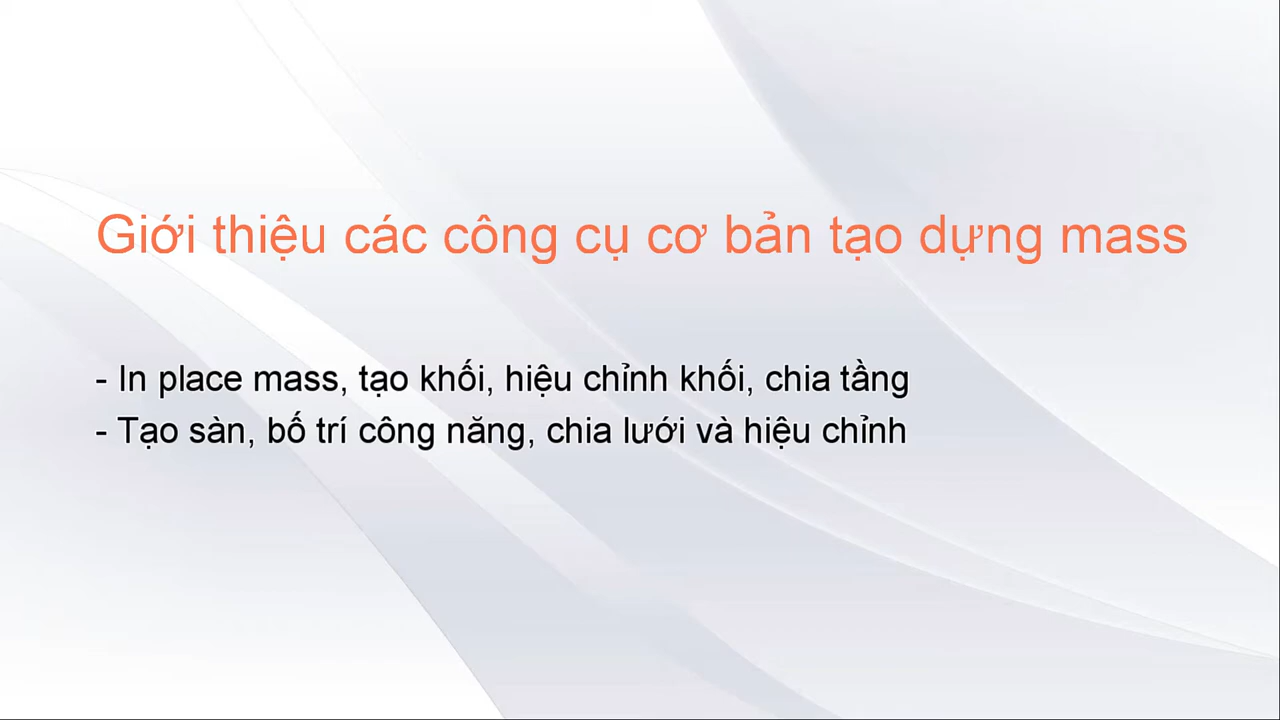 Giới thiệu các công cụ cơ bản tạo dựng mass
- In place mass, tạo khối, hiệu chỉnh khối, chia tầng
- Tạo sàn, bố trí công năng, chia lưới và hiệu chỉnh